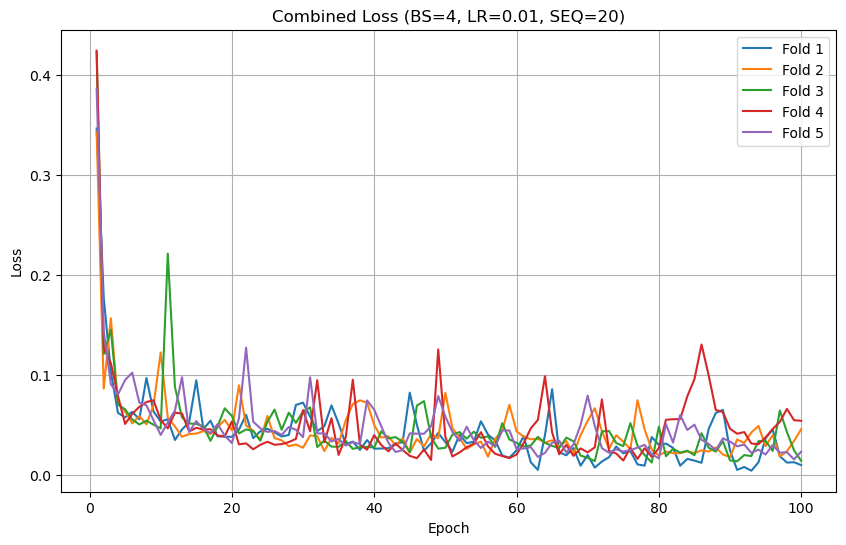 Combined Loss (BS=4, LR=0.01, SEQ=20)
Fold 1
Fold 2
Fold 3
Fold 4
Fold 5
Loss
0.4
0.3
0.2
0.1
0.0
0
20
40
60
80
100
Epoch